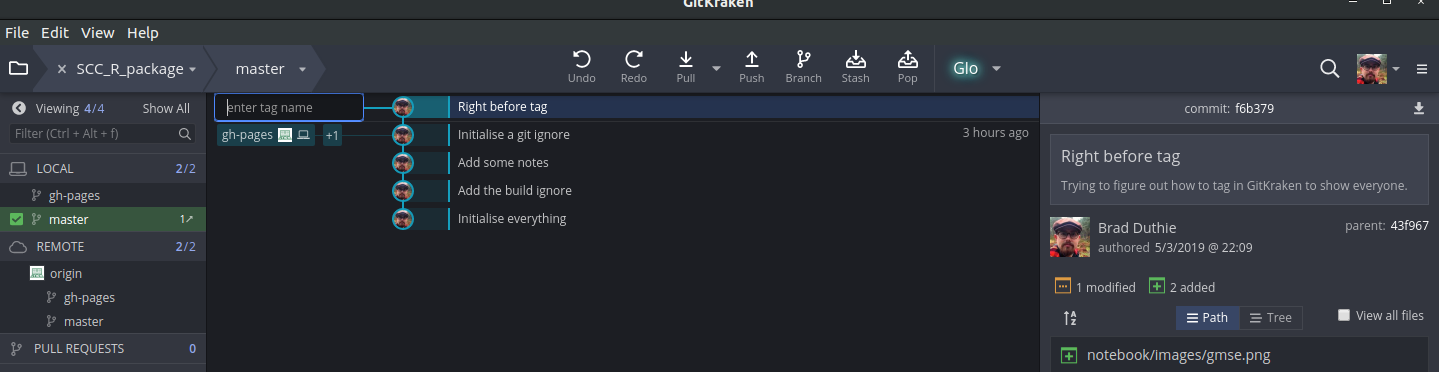 GitKraken
File Edit View Help
SCC_R_package master Undo Redo Pull Push Branch Stash Pop Glo
Viewing 4/4 Show All
Filter (Ctrl + Alt + f)
LOCAL 2/2
gh-pages
master 1
REMOTE 2/2
origin
gh-pages
master
PULL REQUESTS 0
enter tag name Right before tag
gh-pages +1 Initialise a git ignore 3 hours ago
Add some notes
Add the build ignore
Initialise everything
commit: f6b379
Right before tag
Trying to figure out how to tag in GitKraken to show everyone.
Brad Duthie parent: 43f967
authored 5/3/2019 @ 22:09
1 modified 2 added
A Z Path Tree View all files
notebook/images/gmse.png